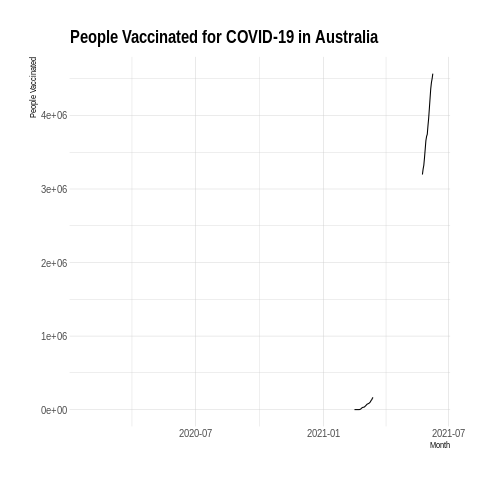 People Vaccinated for COVID-19 in Australia
People Vaccinated
4e+06
3e+06
2e+06
1e+06
0e+00
2020-07
2021-01
2021-07
Month